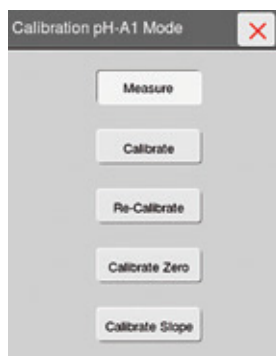 Calibration pH-A1 Mode
Measure
Calibrate
Re-Calibrate
Calibrate Zero
Calibrate Slope